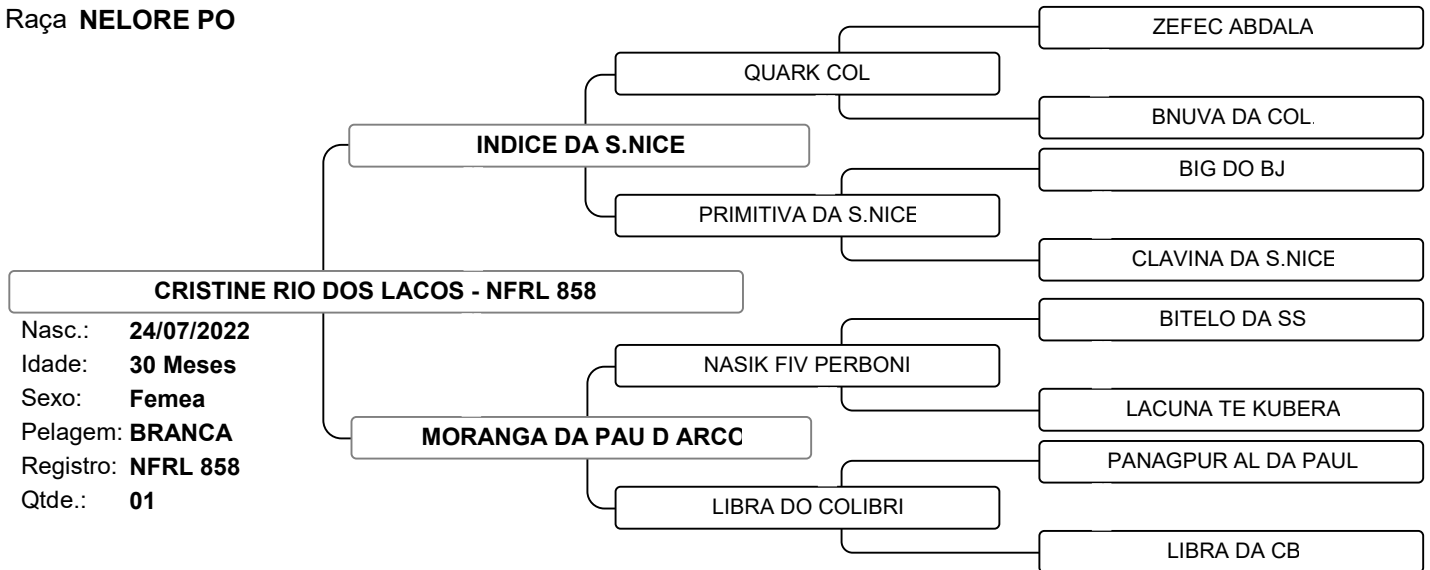 Raça NELORE PO
ZEFEC ABDALA
QUARK COL
BNUVA DA COL.
INDICE DA S.NICE
BIG DO BJ
PRIMITIVA DA S.NICE
CLAVINA DA S.NICE
CRISTINE RIO DOS LACOS - NFRL 858
Nasc.: 24/07/2022
Idade: 30 Meses
Sexo: Femea
Pelagem: BRANCA
Registro: NFRL 858
Qtde.: 01
BITELO DA SS
NASIK FIV PERBONI
LACUNA TE KUBERA
MORANGA DA PAU D ARCO
PANAGPUR AL DA PAUL
LIBRA DO COLIBRI
LIBRA DA CB